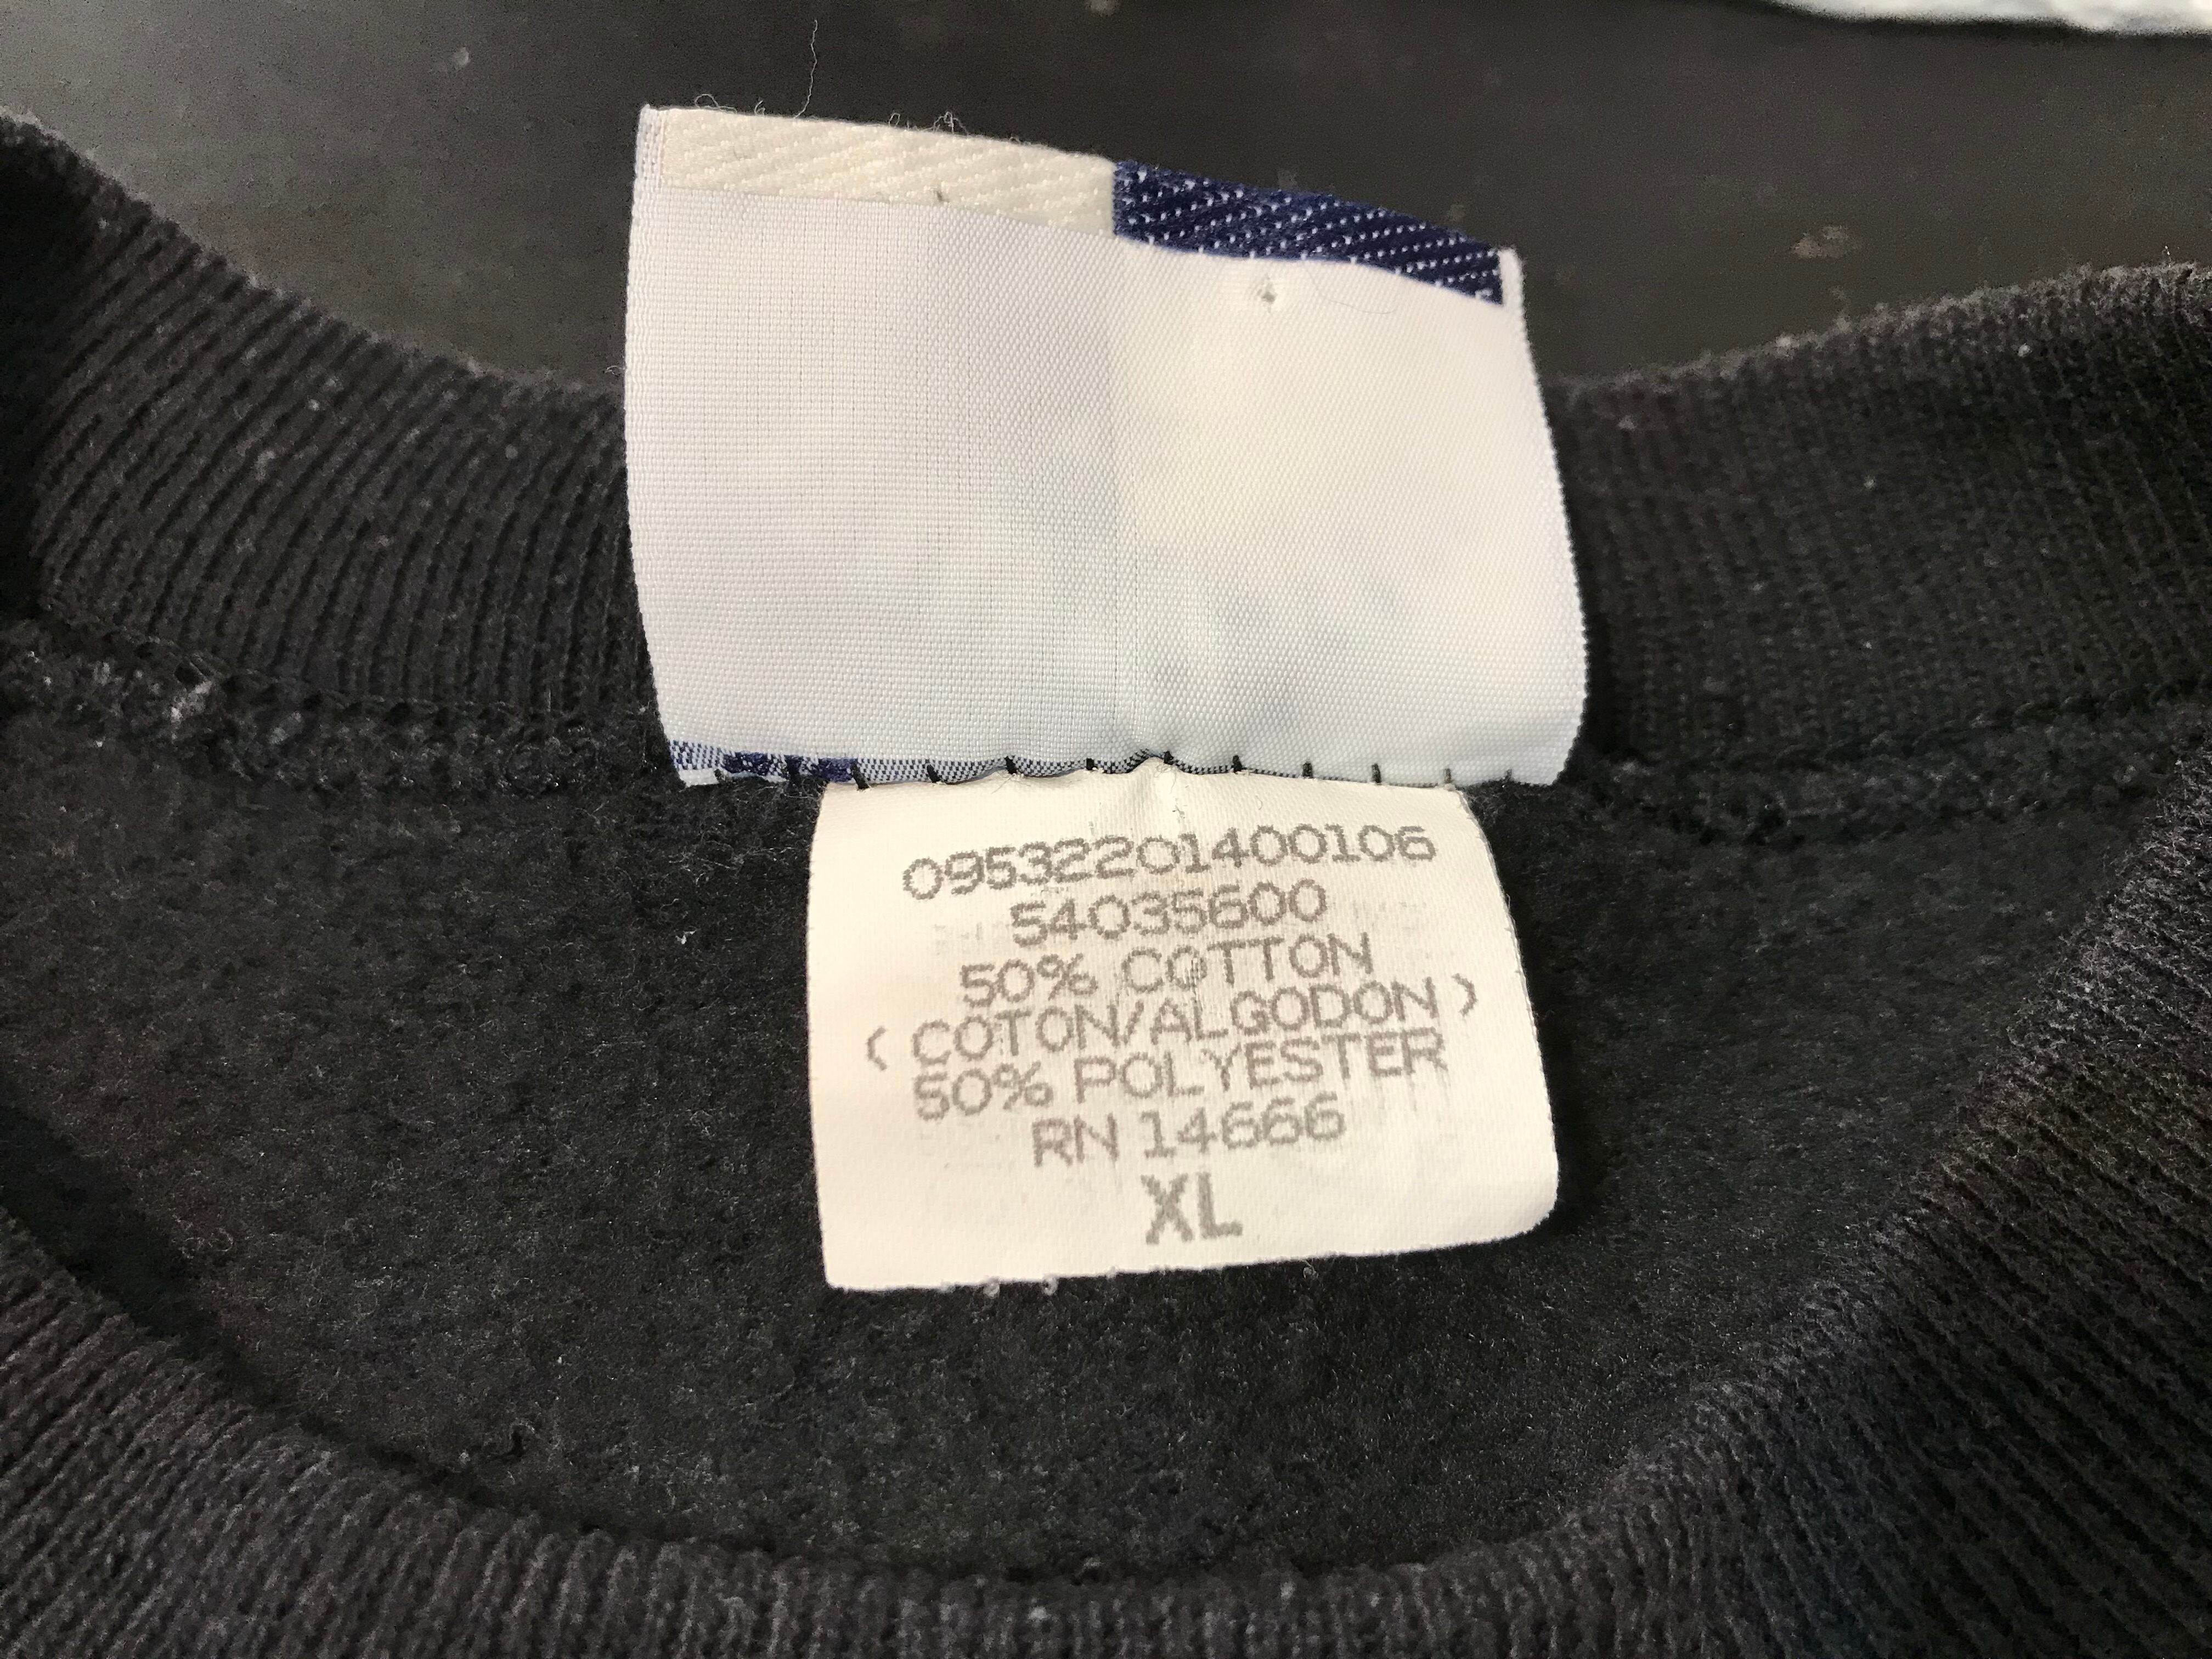 09532201400106
54035600
50% COTTON
( COTON/ALGODON )
50% POLYESTER
RN 14666
XL